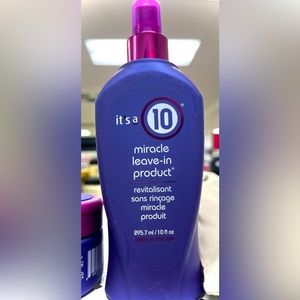 it's a 10
miracle
leave-in
product*
revitalisant
sans rinçage
miracle
produit
295.7 ml/10 fl oz